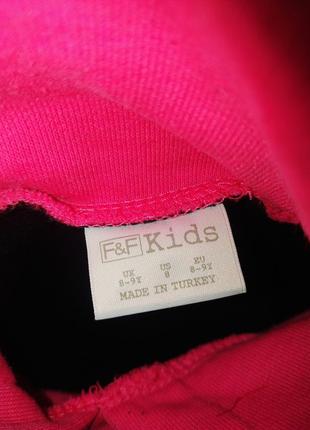 F&F Kids
UK US EU
8-9Y 8 8-9Y
MADE IN TURKEY